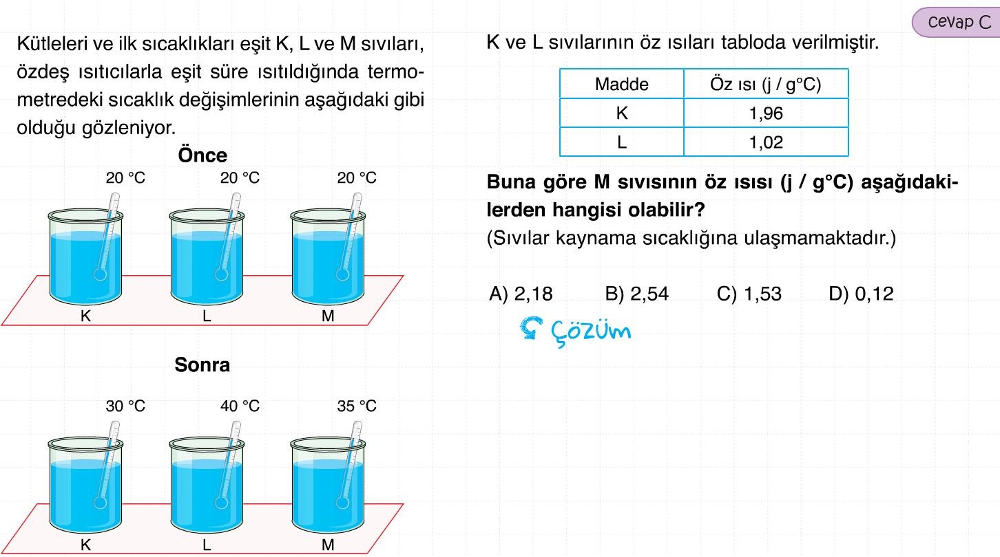 cevap C
Kütleleri ve ilk sıcaklıkları eşit K, L ve M sıvıları,
özdeş ısıtıcılarla eşit süre ısıtıldığında termo-
metredeki sıcaklık değişimlerinin aşağıdaki gibi
olduğu gözleniyor.
Önce
20 °C 20 °C 20 °C
K L M
Sonra
30 °C 40 °C 35 °C
K L M
K ve L sıvılarının öz ısıları tabloda verilmiştir.
Madde Öz ısı (j / g°C)
K 1,96
L 1,02
Buna göre M sıvısının öz ısısı (j / g°C) aşağıdaki-
lerden hangisi olabilir?
(Sıvılar kaynama sıcaklığına ulaşmamaktadır.)
A) 2,18 B) 2,54 C) 1,53 D) 0,12
Çözüm